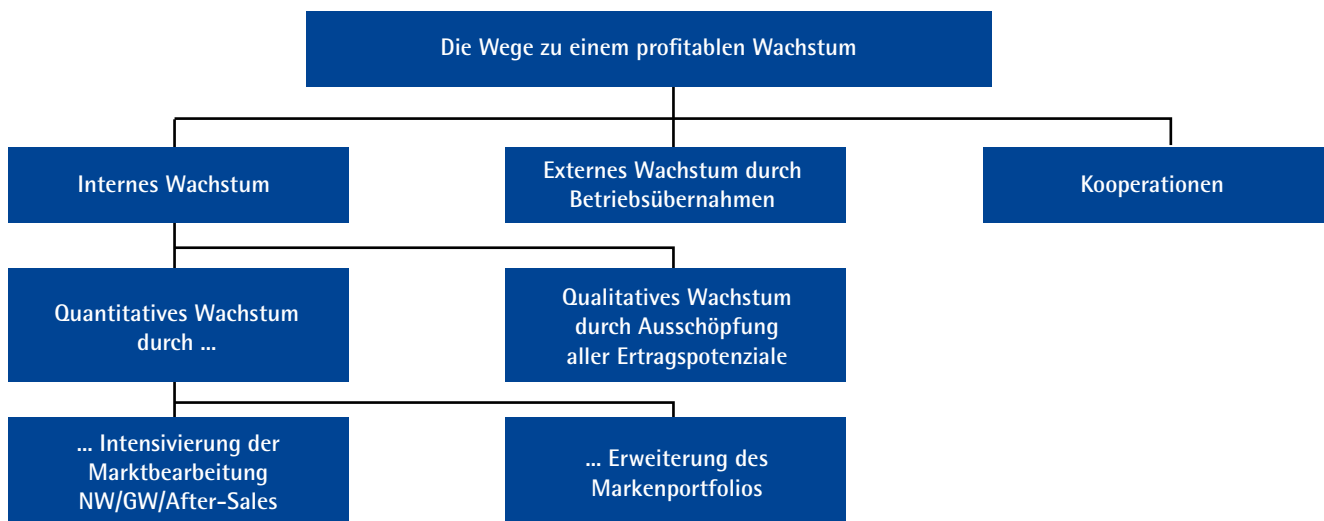 Die Wege zu einem profitablen Wachstum
Internes Wachstum
Externes Wachstum durch
Betriebsübernahmen
Kooperationen
Quantitatives Wachstum
durch ...
Qualitatives Wachstum
durch Ausschöpfung
aller Ertragspotenziale
... Intensivierung der
Marktbearbeitung
NW/GW/After-Sales
... Erweiterung des
Markenportfolios